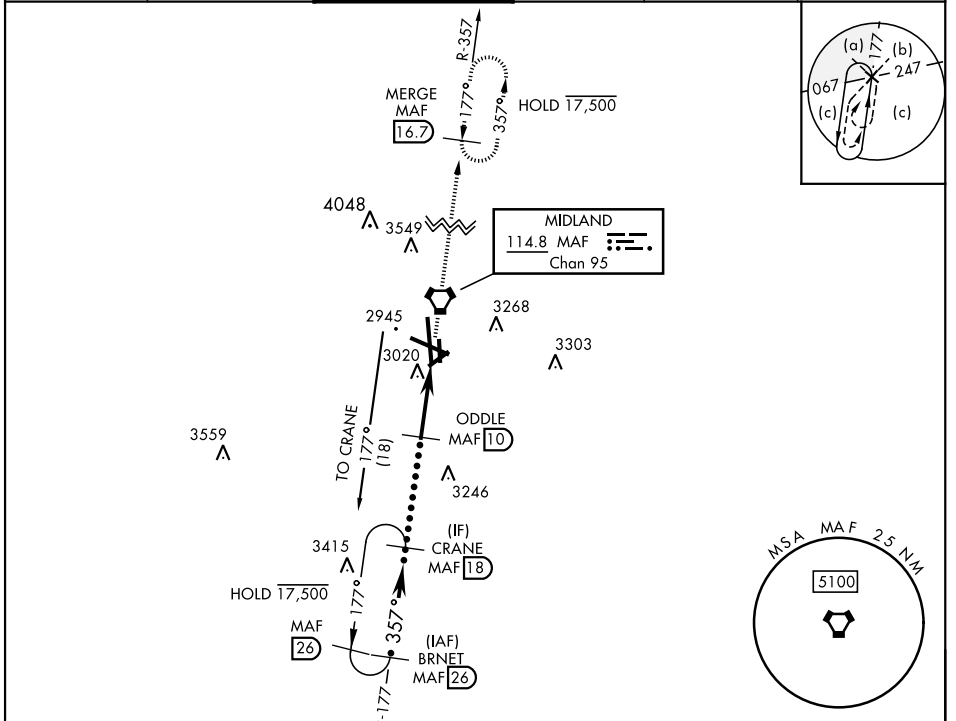 R-357
177°
357°
MERGE
MAF
16.7
HOLD 17,500
(a)
177
(b)
067
247
(c)
(c)
4048
3549
MIDLAND
114.8 MAF
Chan 95
2945
3268
3020
3303
TO CRANE
177°
(18)
ODDLE
MAF 10
3559
3246
3415
(IF)
CRANE
MAF 18
HOLD 17,500
177°
357°
MAF
26
(IAF)
BRNET
MAF 26
-177
MSA MAF 25 NM
5100